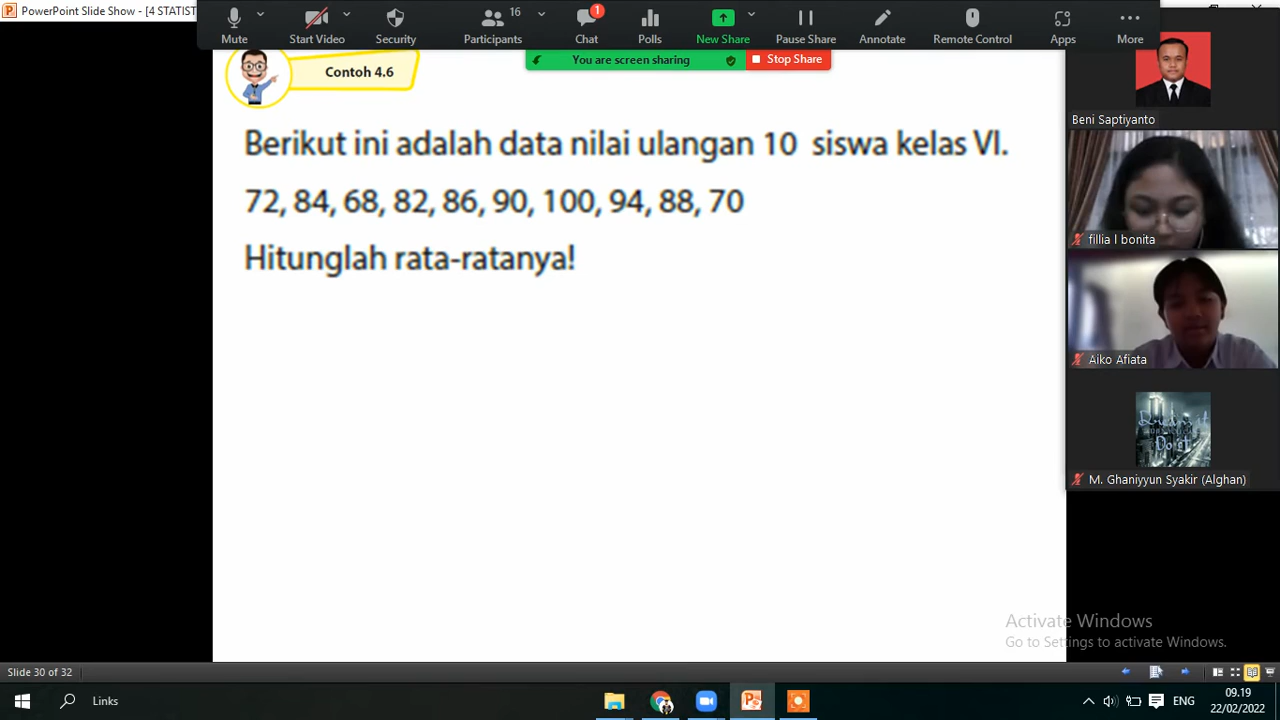 PowerPoint Slide Show - [4 STATIST
Mute
Start Video
Security
16
Participants
1
Chat
Polls
New Share
Pause Share
Annotate
Remote Control
Apps
More
You are screen sharing
Stop Share
Contoh 4.6
Berikut ini adalah data nilai ulangan 10 siswa kelas VI.
72, 84, 68, 82, 86, 90, 100, 94, 88, 70
Hitunglah rata-ratanya!
Beni Saptiyanto
fillia l bonita
Aiko Afiata
Do it
M. Ghaniyyun Syakir (Alghan)
Activate Windows
Go to Settings to activate Windows.
Slide 30 of 32
Links
ENG
09.19
22/02/2022